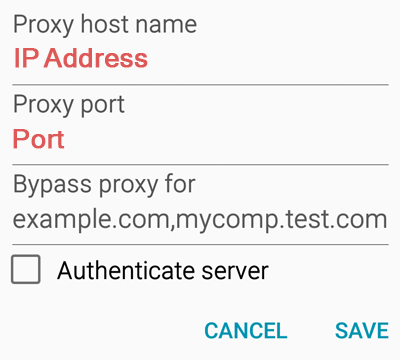 Proxy host name
IP Address
Proxy port
Port
Bypass proxy for
example.com,mycomp.test.com
Authenticate server
CANCEL SAVE